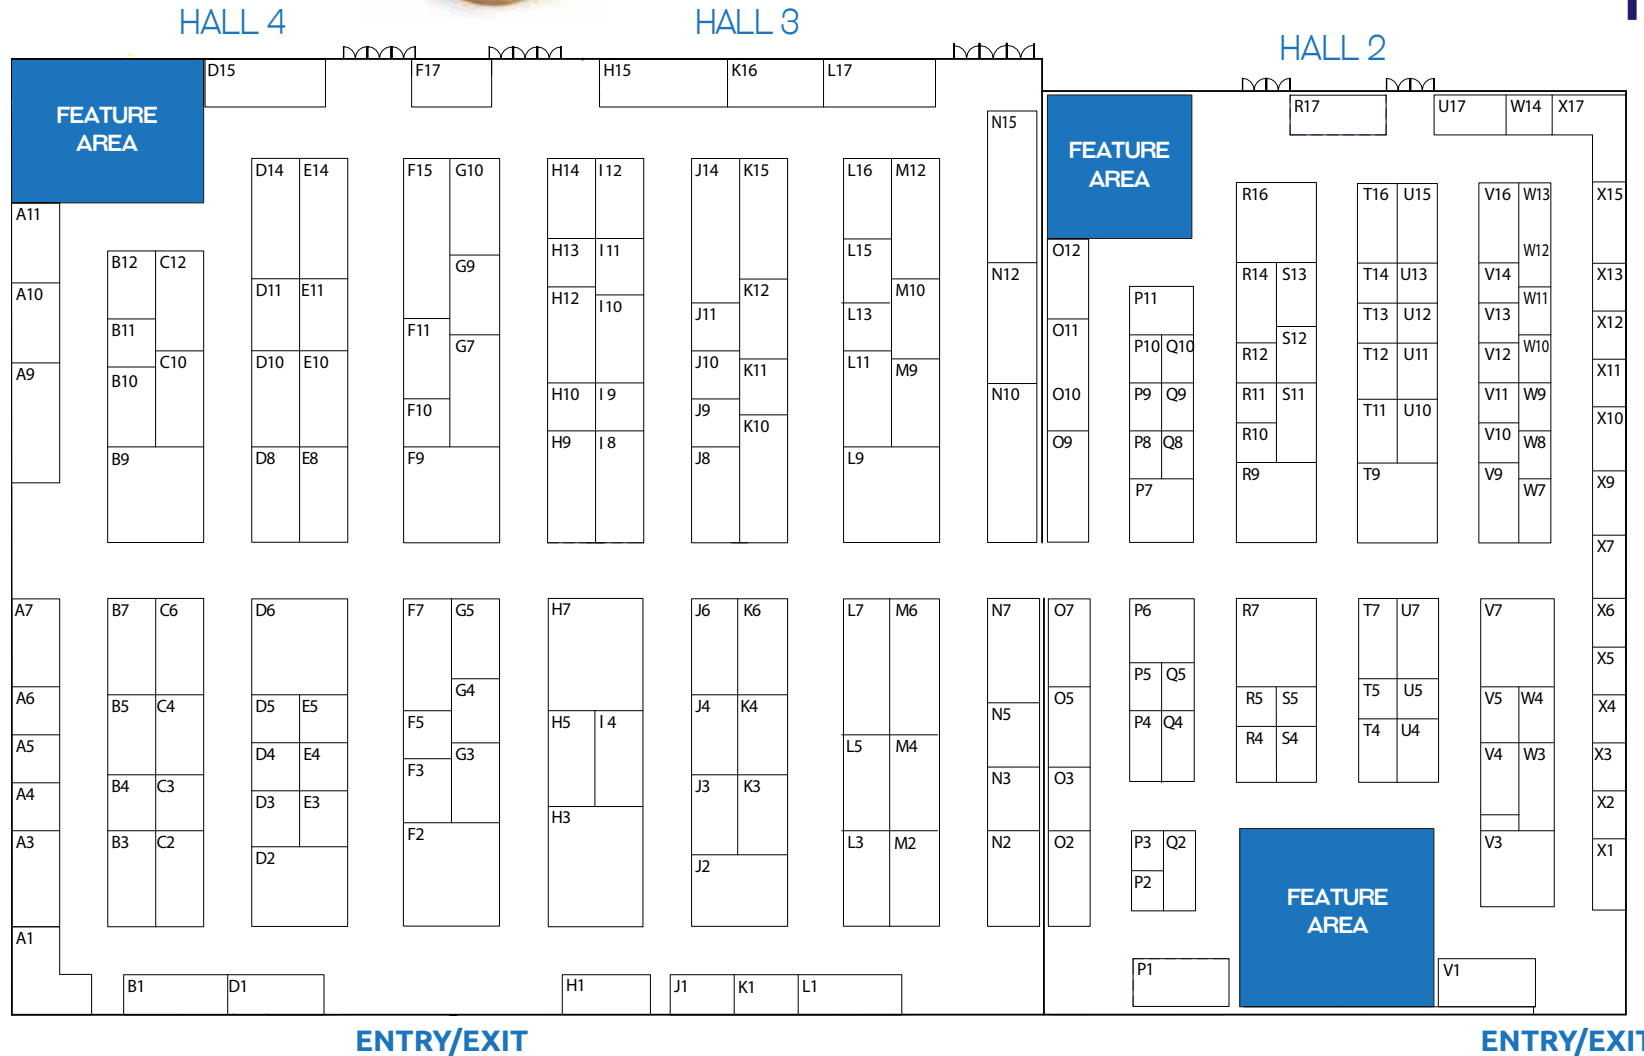 HALL 4
HALL 3
HALL 2
D15
F17
H15
K16
L17
R17
U17
W14
X17
FEATURE
AREA
N15
FEATURE
AREA
D14
E14
F15
G10
H14
I12
J14
K15
L16
M12
R16
T16
U15
V16
W13
X15
A11
B12
C12
H13
I11
L15
O12
W12
G9
N12
R14
S13
T14
U13
V14
X13
A10
D11
E11
H12
I10
K12
M10
P11
W11
B11
F11
J11
L13
O11
T13
U12
V13
X12
G7
P10
Q10
S12
W10
A9
B10
C10
D10
E10
J10
K11
L11
M9
R12
T12
U11
V12
X11
F10
H10
I9
J9
N10
O10
P9
Q9
R11
S11
T11
U10
V11
W9
X10
K10
R10
V10
B9
D8
E8
F9
H9
I8
J8
L9
O9
P8
Q8
R9
T9
V9
W8
X9
P7
W7
X7
A7
B7
C6
D6
F7
G5
H7
J6
K6
L7
M6
N7
O7
P6
R7
T7
U7
V7
X6
X5
A6
B5
C4
D5
E5
G4
J4
K4
O5
P5
Q5
R5
S5
T5
U5
V5
W4
X4
F5
H5
I4
N5
P4
Q4
R4
S4
T4
U4
A5
D4
E4
F3
G3
L5
M4
V4
W3
X3
A4
B4
C3
D3
E3
J3
K3
N3
O3
X2
H3
A3
B3
C2
D2
F2
J2
L3
M2
N2
O2
P3
Q2
V3
X1
P2
FEATURE
AREA
A1
B1
D1
H1
J1
K1
L1
P1
V1
ENTRY/EXIT
ENTRY/EXIT